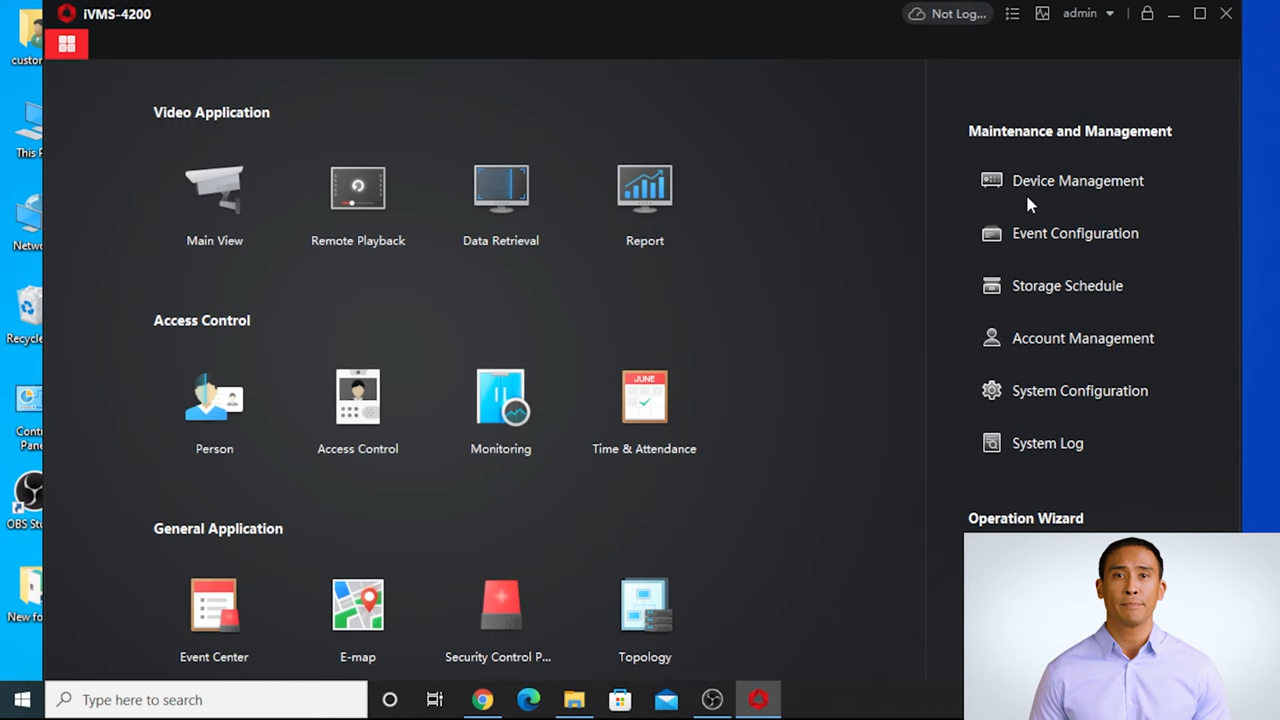 iVMS-4200
Not Log...
admin
custon
This P
Netwo
Recycle
Contr
Pane
OBS Stu
New fo
Video Application
Main View
Remote Playback
Data Retrieval
Report
Access Control
Person
Access Control
Monitoring
JUNE
Time & Attendance
General Application
Event Center
E-map
Security Control P...
Topology
Maintenance and Management
Device Management
Event Configuration
Storage Schedule
Account Management
System Configuration
System Log
Operation Wizard
Type here to search